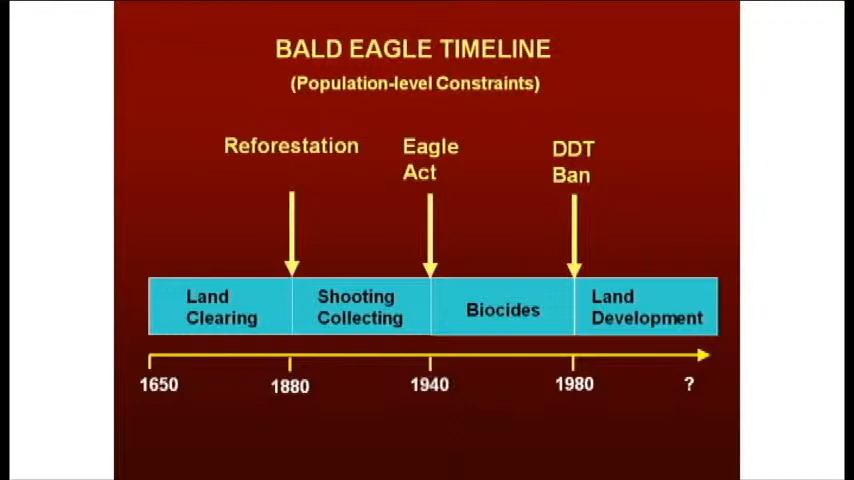 BALD EAGLE TIMELINE
(Population-level Constraints)
Reforestation
Eagle
Act
DDT
Ban
Land
Clearing
Shooting
Collecting
Biocides
Land
Development
1650
1880
1940
1980
?